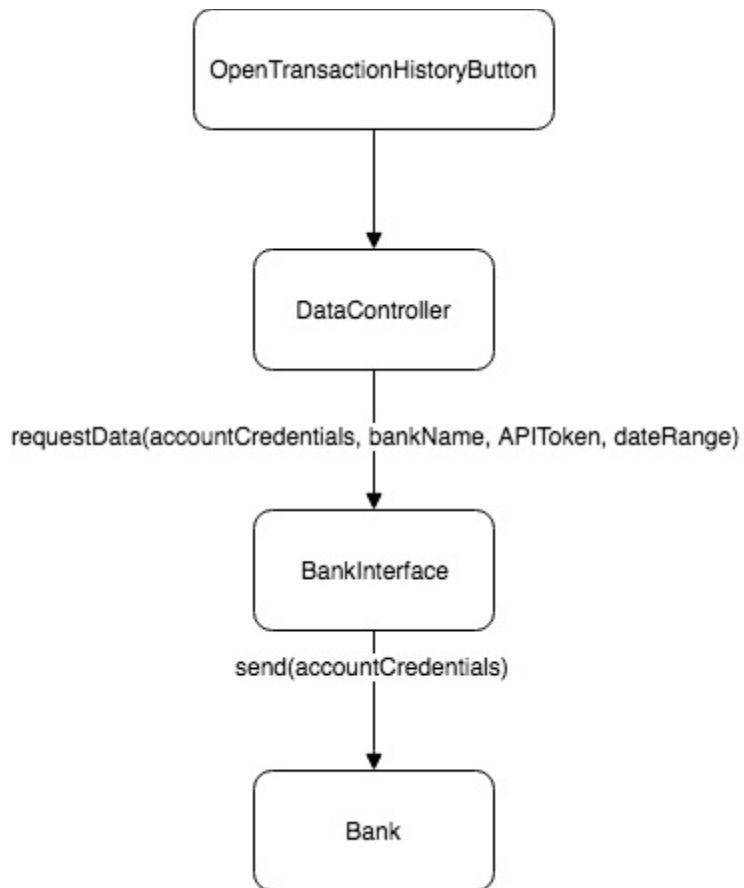 OpenTransactionHistoryButton
DataController
requestData(accountCredentials, bankName, APIToken, dateRange)
BankInterface
send(accountCredentials)
Bank